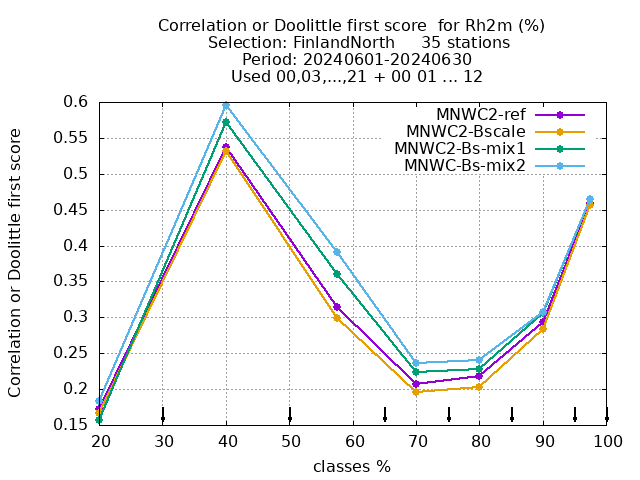 Correlation or Doolittle first score  for Rh2m (%)
Selection: FinlandNorth     35 stations
Period: 20240601-20240630
Used 00,03,...,21 + 00 01 ... 12
MNWC2-ref
MNWC2-Bscale
MNWC2-Bs-mix1
MNWC-Bs-mix2
Correlation or Doolittle first score
0.6
0.55
0.5
0.45
0.4
0.35
0.3
0.25
0.2
0.15
20 30 40 50 60 70 80 90 100
classes %